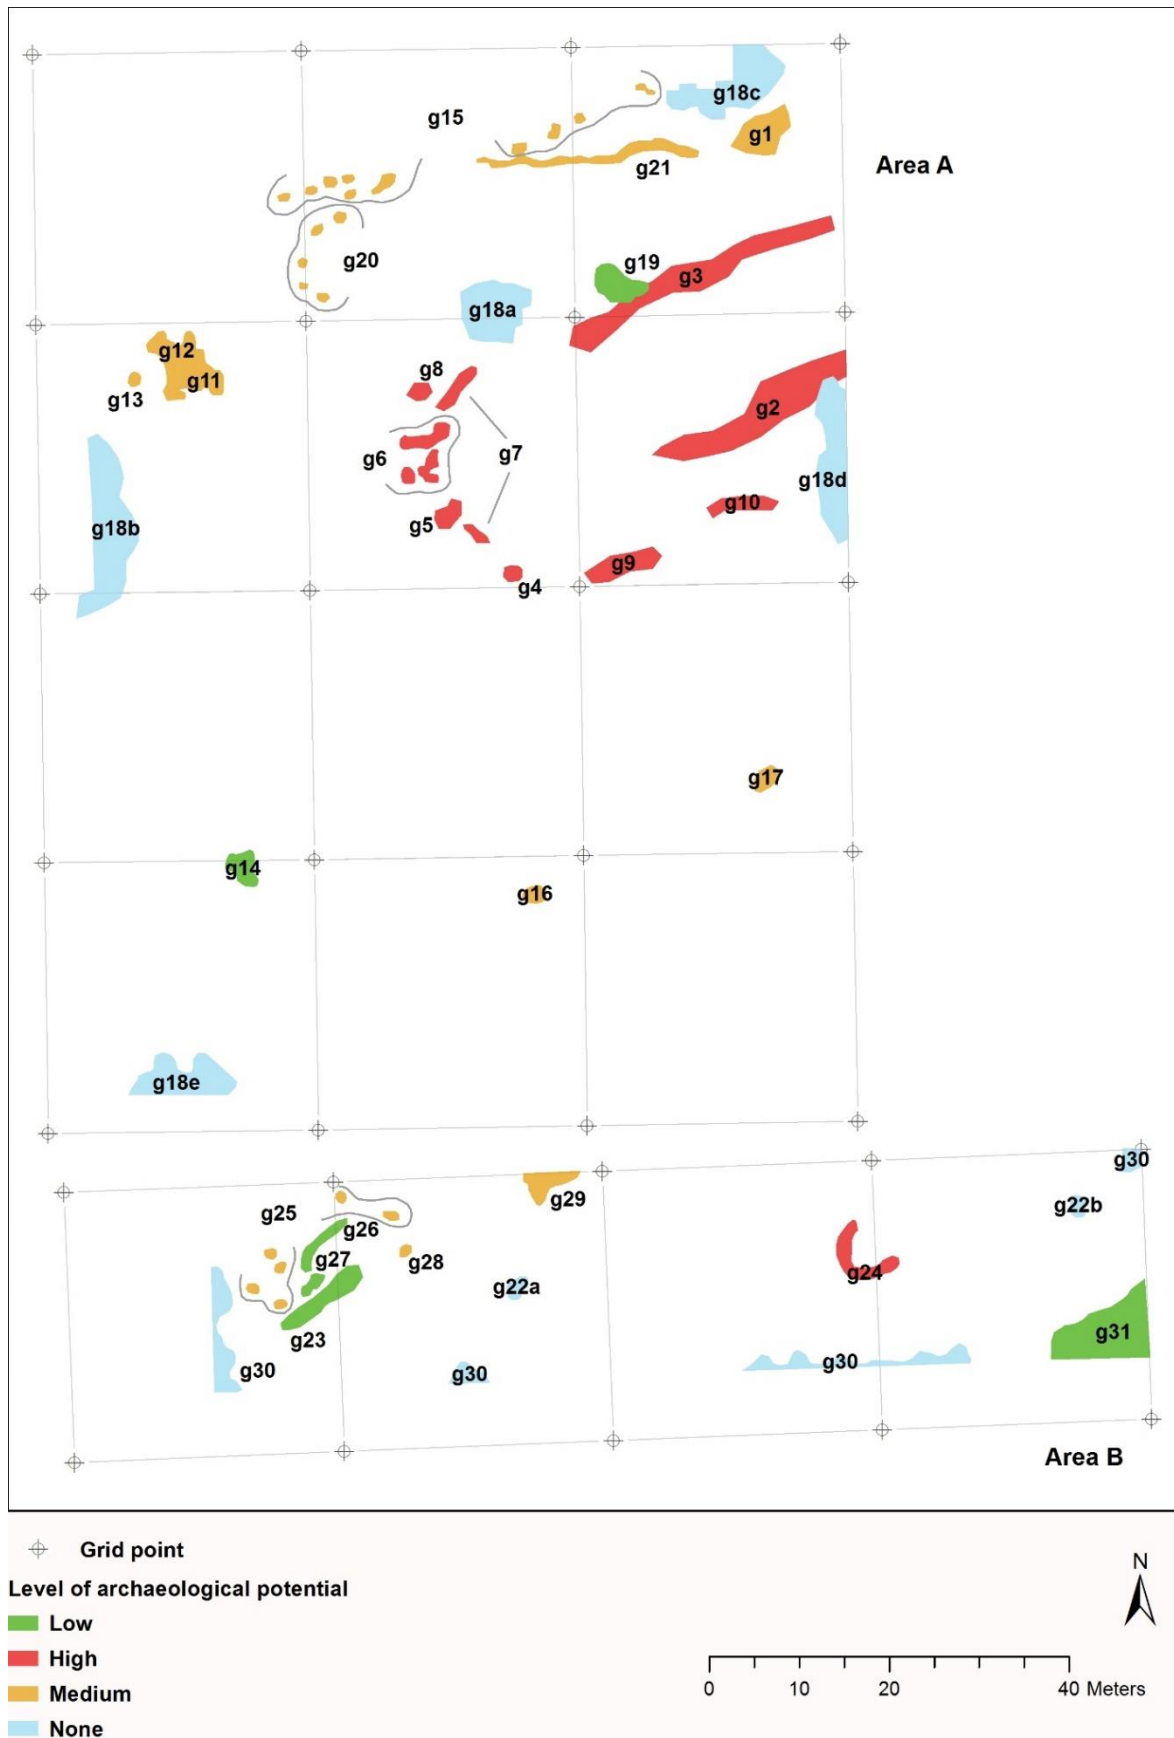 g18c
g15
g1
g21
Area A
g20
g19
g3
g18a
g12
g8
g11
g13
g2
g7
g6
g18d
g10
g5
g18b
g9
g4
g17
g14
g16
g18e
g30
g29
g22b
g25
g26
g27
g28
g24
g22a
g31
g23
g30
g30
g30
Area B
Grid point
N
Level of archaeological potential
Low
High
Medium
None
0 10 20 40 Meters